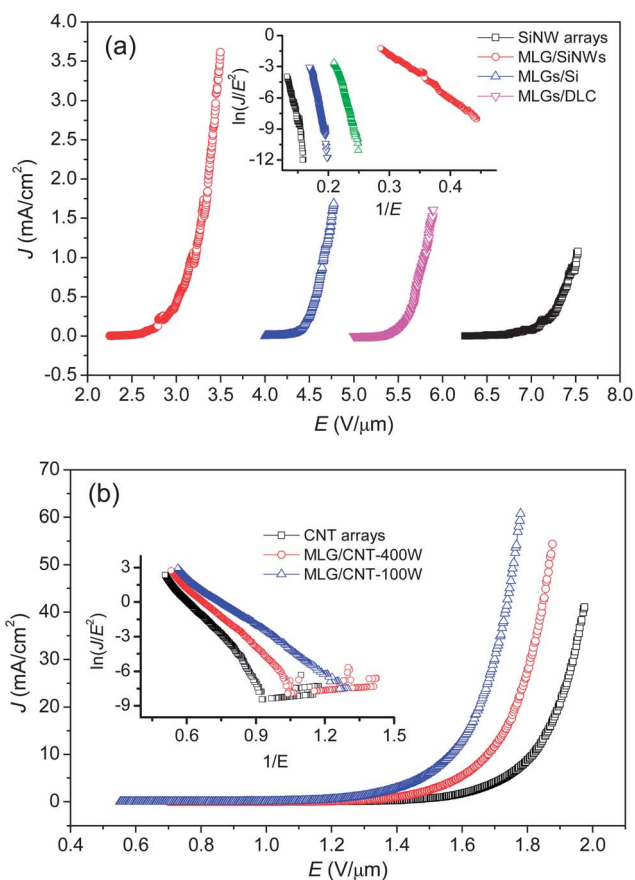 (a)
SiNW arrays
MLG/SiNWs
MLGs/Si
MLGs/DLC
J (mA/cm²)
4.0
3.5
3.0
2.5
2.0
1.5
1.0
0.5
0.0
-0.5
ln(J/E²)
0
-3
-6
-9
-12
0.2 0.3 0.4
1/E
2.0 2.5 3.0 3.5 4.0 4.5 5.0 5.5 6.0 6.5 7.0 7.5 8.0
E (V/μm)
(b)
CNT arrays
MLG/CNT-400W
MLG/CNT-100W
J (mA/cm²)
70
60
50
40
30
20
10
0
ln(J/E²)
3
0
-3
-6
-9
0.6 0.9 1.2 1.5
1/E
0.4 0.6 0.8 1.0 1.2 1.4 1.6 1.8 2.0
E (V/μm)